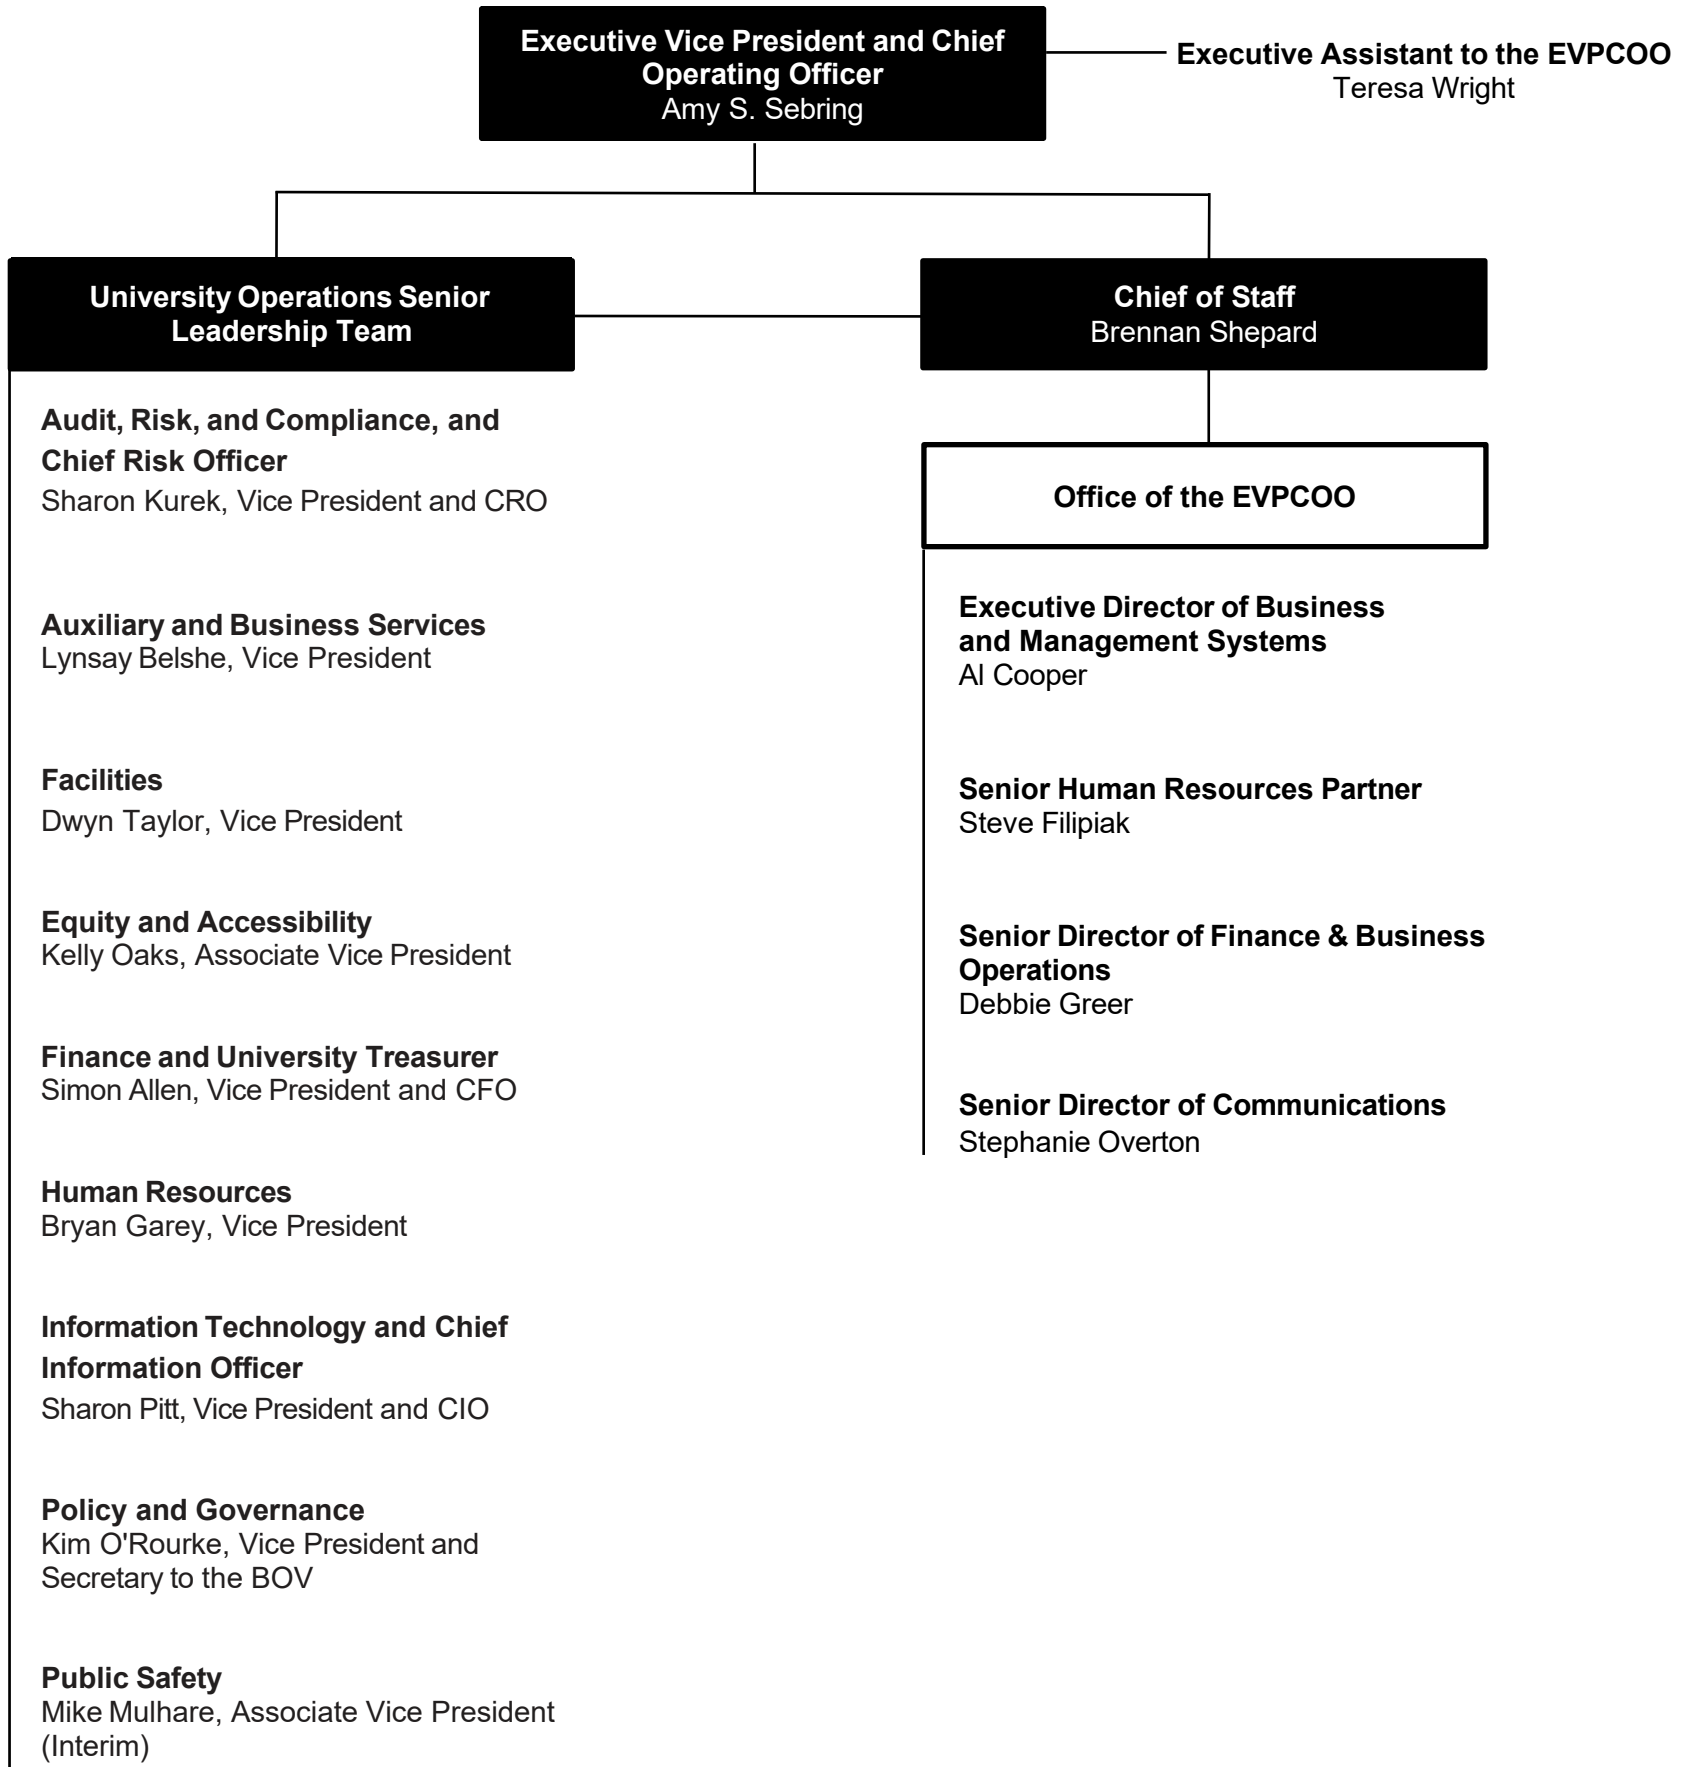 Executive Vice President and Chief
Operating Officer
Amy S. Sebring
Executive Assistant to the EVPCOO
Teresa Wright
University Operations Senior
Leadership Team
Audit, Risk, and Compliance, and
Chief Risk Officer
Sharon Kurek, Vice President and CRO
Auxiliary and Business Services
Lynsay Belshe, Vice President
Facilities
Dwyn Taylor, Vice President
Equity and Accessibility
Kelly Oaks, Associate Vice President
Finance and University Treasurer
Simon Allen, Vice President and CFO
Human Resources
Bryan Garey, Vice President
Information Technology and Chief
Information Officer
Sharon Pitt, Vice President and CIO
Policy and Governance
Kim O'Rourke, Vice President and
Secretary to the BOV
Public Safety
Mike Mulhare, Associate Vice President
(Interim)
Chief of Staff
Brennan Shepard
Office of the EVPCOO
Executive Director of Business
and Management Systems
Al Cooper
Senior Human Resources Partner
Steve Filipiak
Senior Director of Finance & Business
Operations
Debbie Greer
Senior Director of Communications
Stephanie Overton